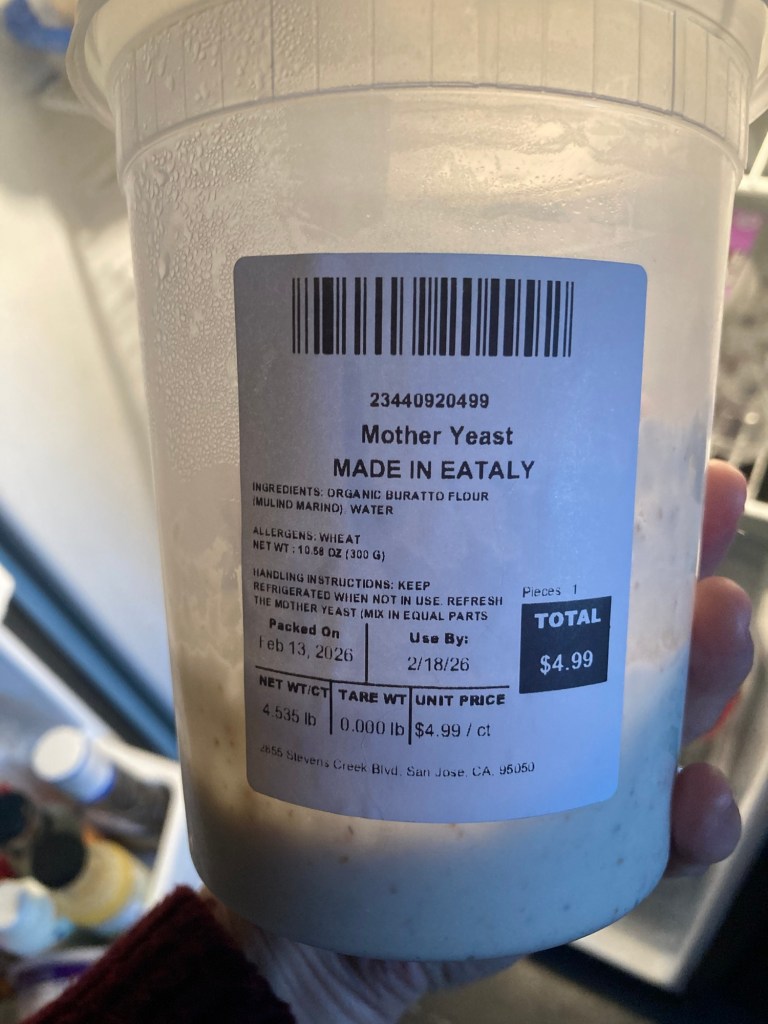 23440920499
Mother Yeast
MADE IN EATALY
INGREDIENTS: ORGANIC BURATTO FLOUR
(MULINO MARINO), WATER
ALLERGENS: WHEAT
NET WT : 10.58 OZ (300 G)
HANDLING INSTRUCTIONS: KEEP
REFRIGERATED WHEN NOT IN USE. REFRESH
THE MOTHER YEAST (MIX IN EQUAL PARTS
Pieces 1
TOTAL
$4.99
Packed On
Feb 13, 2026
Use By:
2/18/26
NET WT/CT
4.535 lb
TARE WT
0.000 lb
UNIT PRICE
$4.99 / ct
2855 Stevens Creek Blvd. San Jose, CA, 95050